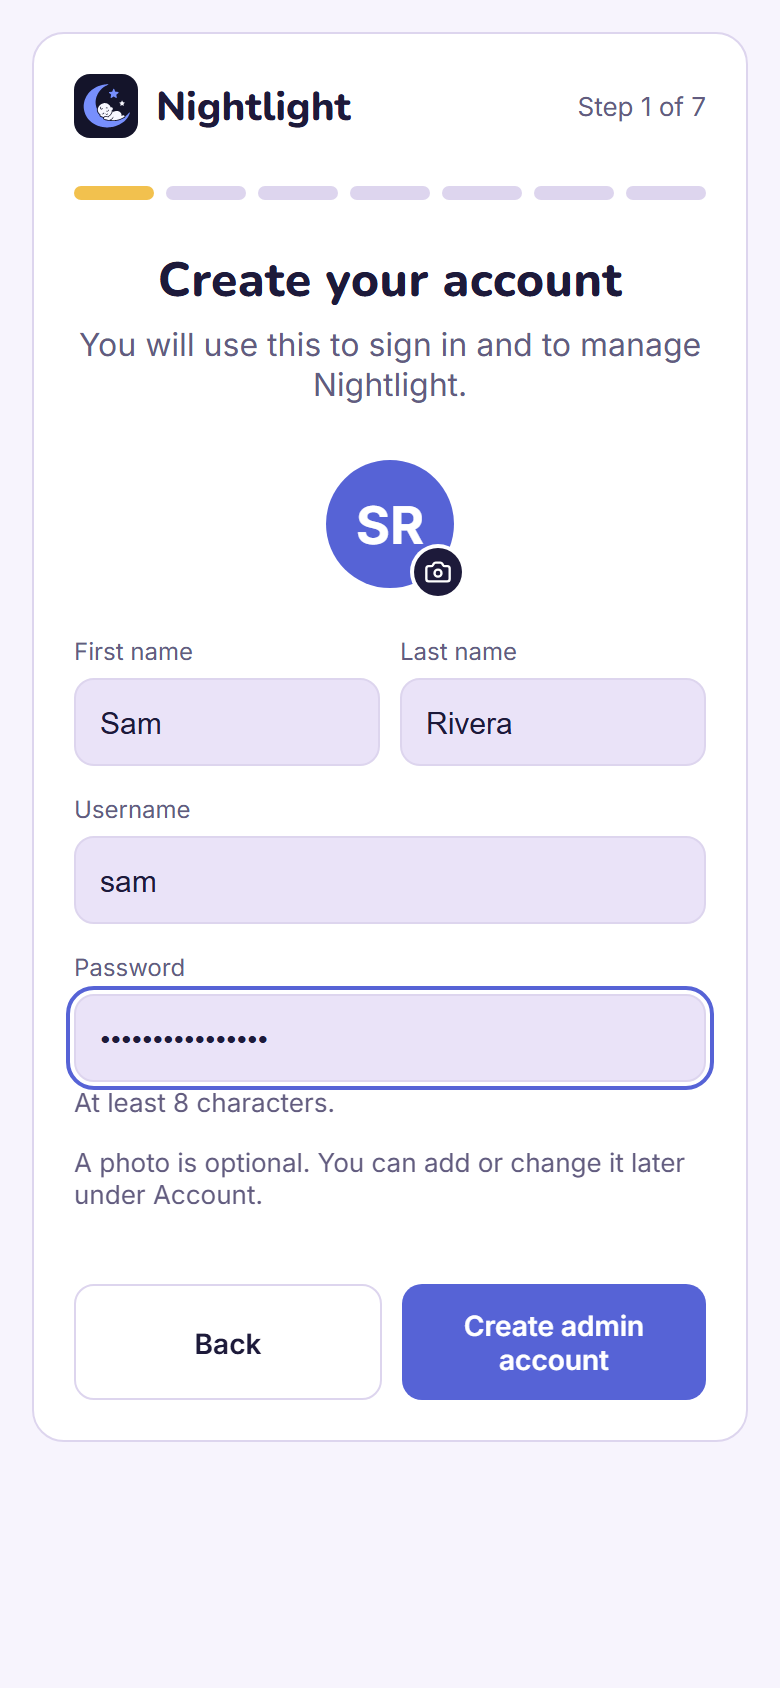 Nightlight
Step 1 of 7
Create your account
You will use this to sign in and to manage
Nightlight.
SR
First name
Last name
Sam
Rivera
Username
sam
Password
••••••••••••••••
At least 8 characters.
A photo is optional. You can add or change it later
under Account.
Back
Create admin
account